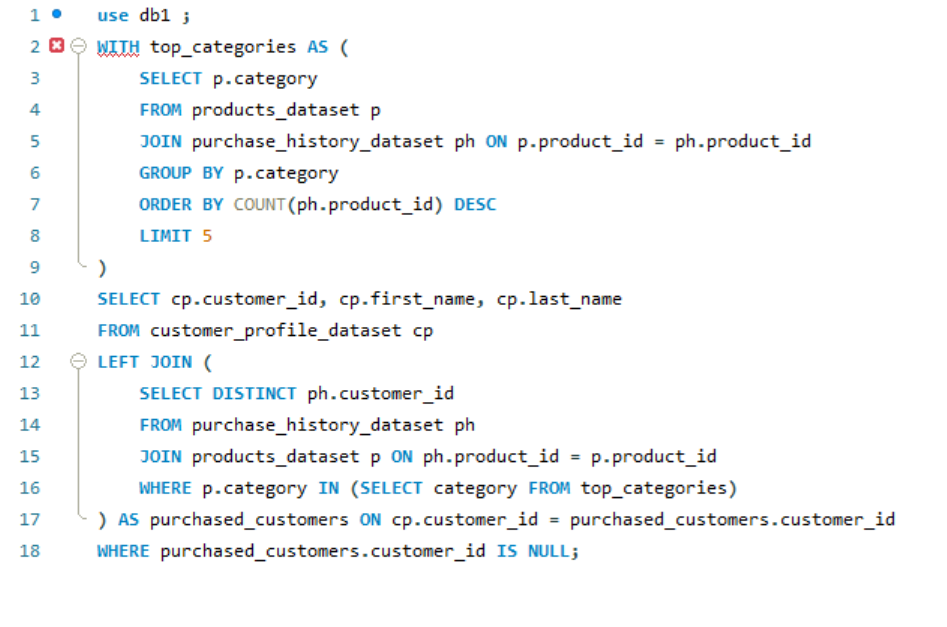 1 use db1 ;
2 WITH top_categories AS (
3 SELECT p.category
4 FROM products_dataset p
5 JOIN purchase_history_dataset ph ON p.product_id = ph.product_id
6 GROUP BY p.category
7 ORDER BY COUNT(ph.product_id) DESC
8 LIMIT 5
9 )
10 SELECT cp.customer_id, cp.first_name, cp.last_name
11 FROM customer_profile_dataset cp
12 LEFT JOIN (
13 SELECT DISTINCT ph.customer_id
14 FROM purchase_history_dataset ph
15 JOIN products_dataset p ON ph.product_id = p.product_id
16 WHERE p.category IN (SELECT category FROM top_categories)
17 ) AS purchased_customers ON cp.customer_id = purchased_customers.customer_id
18 WHERE purchased_customers.customer_id IS NULL;